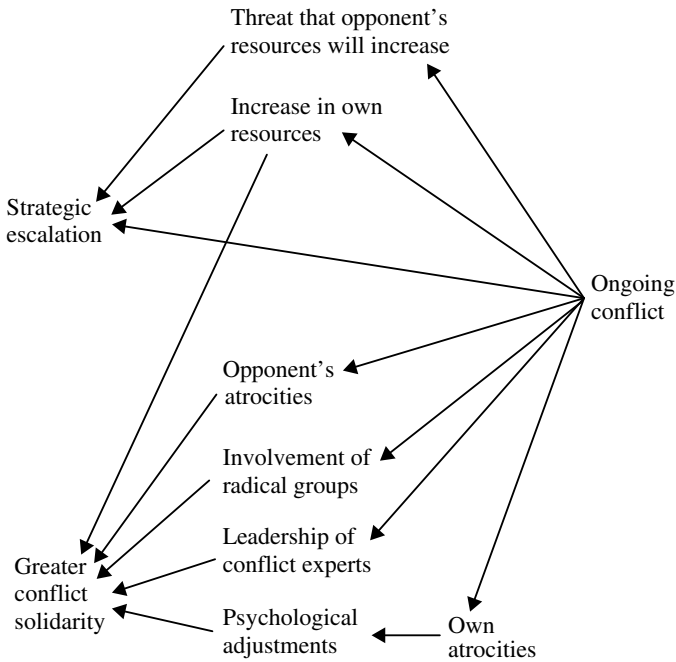 Threat that opponent’s
resources will increase
Increase in own
resources
Strategic
escalation
Ongoing
conflict
Opponent’s
atrocities
Involvement of
radical groups
Leadership of
conflict experts
Greater
conflict
solidarity
Psychological
adjustments
Own
atrocities